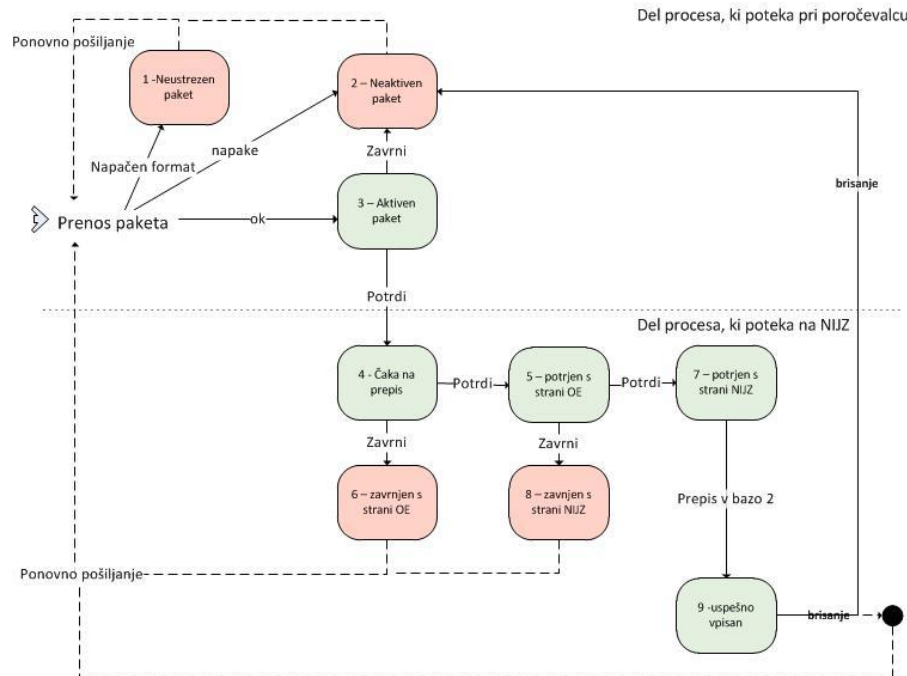 Del procesa, ki poteka pri poročevalcu
Ponovno pošiljanje
1 -Neustrezen
paket
2 – Neaktiven
paket
napake
Zavrni
Napačen format
brisanje
3 – Aktiven
paket
Prenos paketa
ok
Potrdi
Del procesa, ki poteka na NIJZ
4 - Čaka na
prepis
Potrdi
5 – potrjen s
strani OE
Potrdi
7 – potrjen s
strani NIJZ
Zavrni
Zavrni
6 – zavrnjen s
strani OE
8 – zavnjen s
strani NIJZ
Prepis v bazo 2
Ponovno pošiljanje
9 -uspešno
vpisan
brisanje